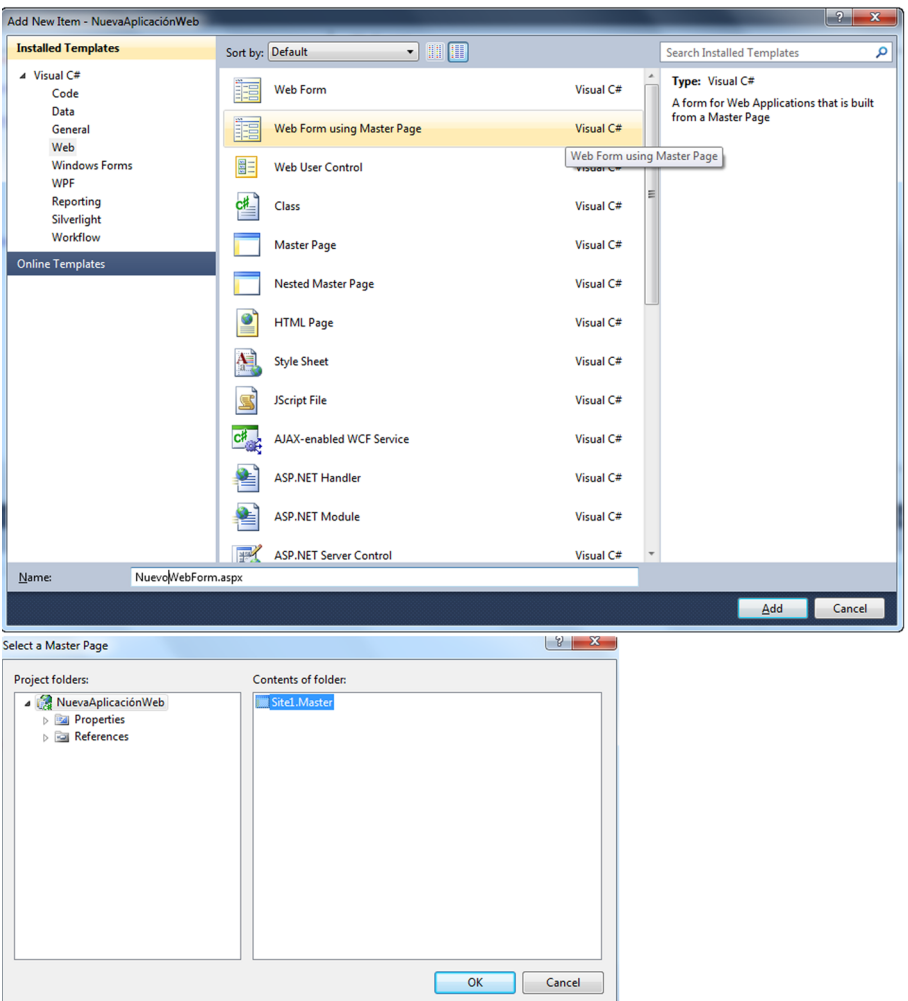 Add New Item - NuevaAplicaciónWeb
Installed Templates
Sort by: Default
Search Installed Templates
Visual C#
Code
Data
General
Web
Windows Forms
WPF
Reporting
Silverlight
Workflow
Online Templates
Web Form Visual C#
Web Form using Master Page Visual C#
Web Form using Master Page
Web User Control Visual C#
Class Visual C#
Master Page Visual C#
Nested Master Page Visual C#
HTML Page Visual C#
Style Sheet Visual C#
JScript File Visual C#
AJAX-enabled WCF Service Visual C#
ASP.NET Handler Visual C#
ASP.NET Module Visual C#
ASP.NET Server Control Visual C#
Type: Visual C#
A form for Web Applications that is built
from a Master Page
Name: NuevoWebForm.aspx
Add Cancel
Select a Master Page
Project folders:
NuevaAplicaciónWeb
Properties
References
Contents of folder:
Site1.Master
OK Cancel